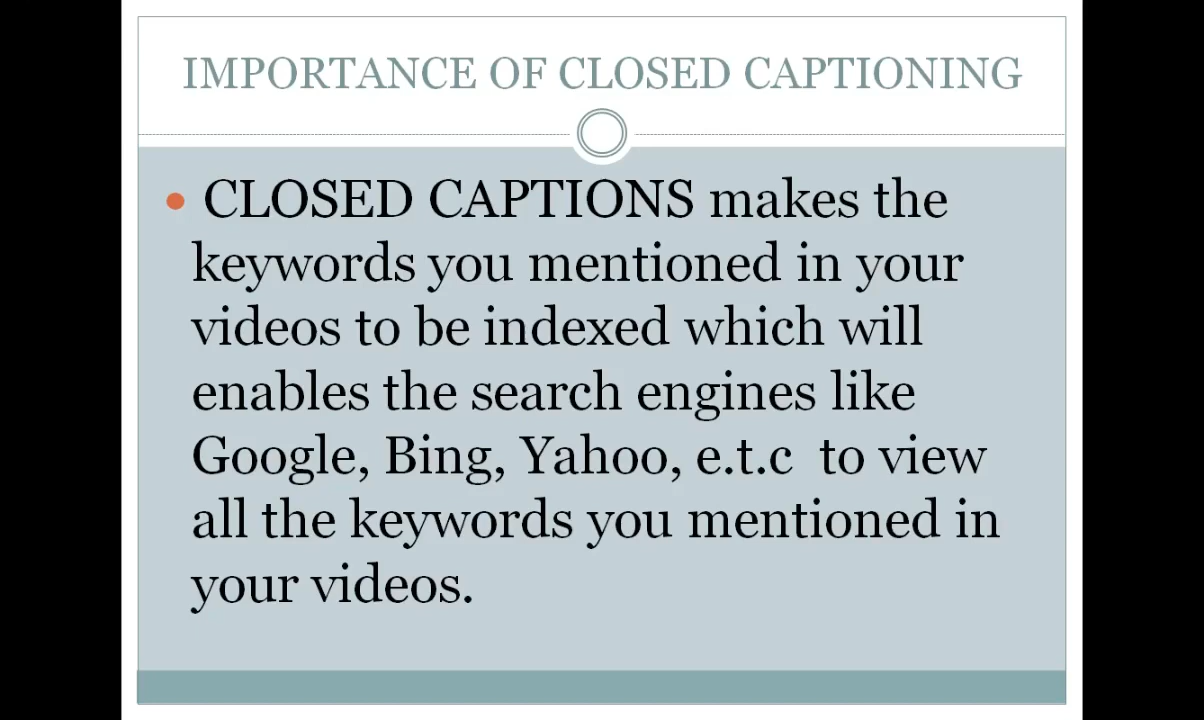 IMPORTANCE OF CLOSED CAPTIONING
• CLOSED CAPTIONS makes the
keywords you mentioned in your
videos to be indexed which will
enables the search engines like
Google, Bing, Yahoo, e.t.c  to view
all the keywords you mentioned in
your videos.